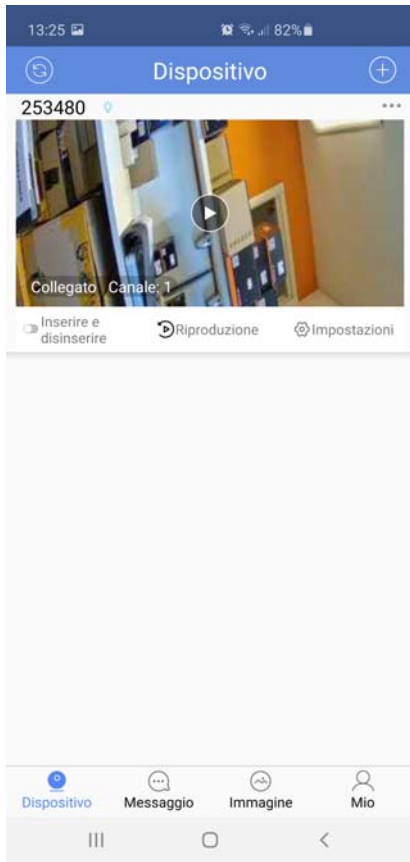 13:25 82%
Dispositivo
253480
Collegato Canale: 1
Inserire e
disinserire
Riproduzione
Impostazioni
Dispositivo Messaggio Immagine Mio